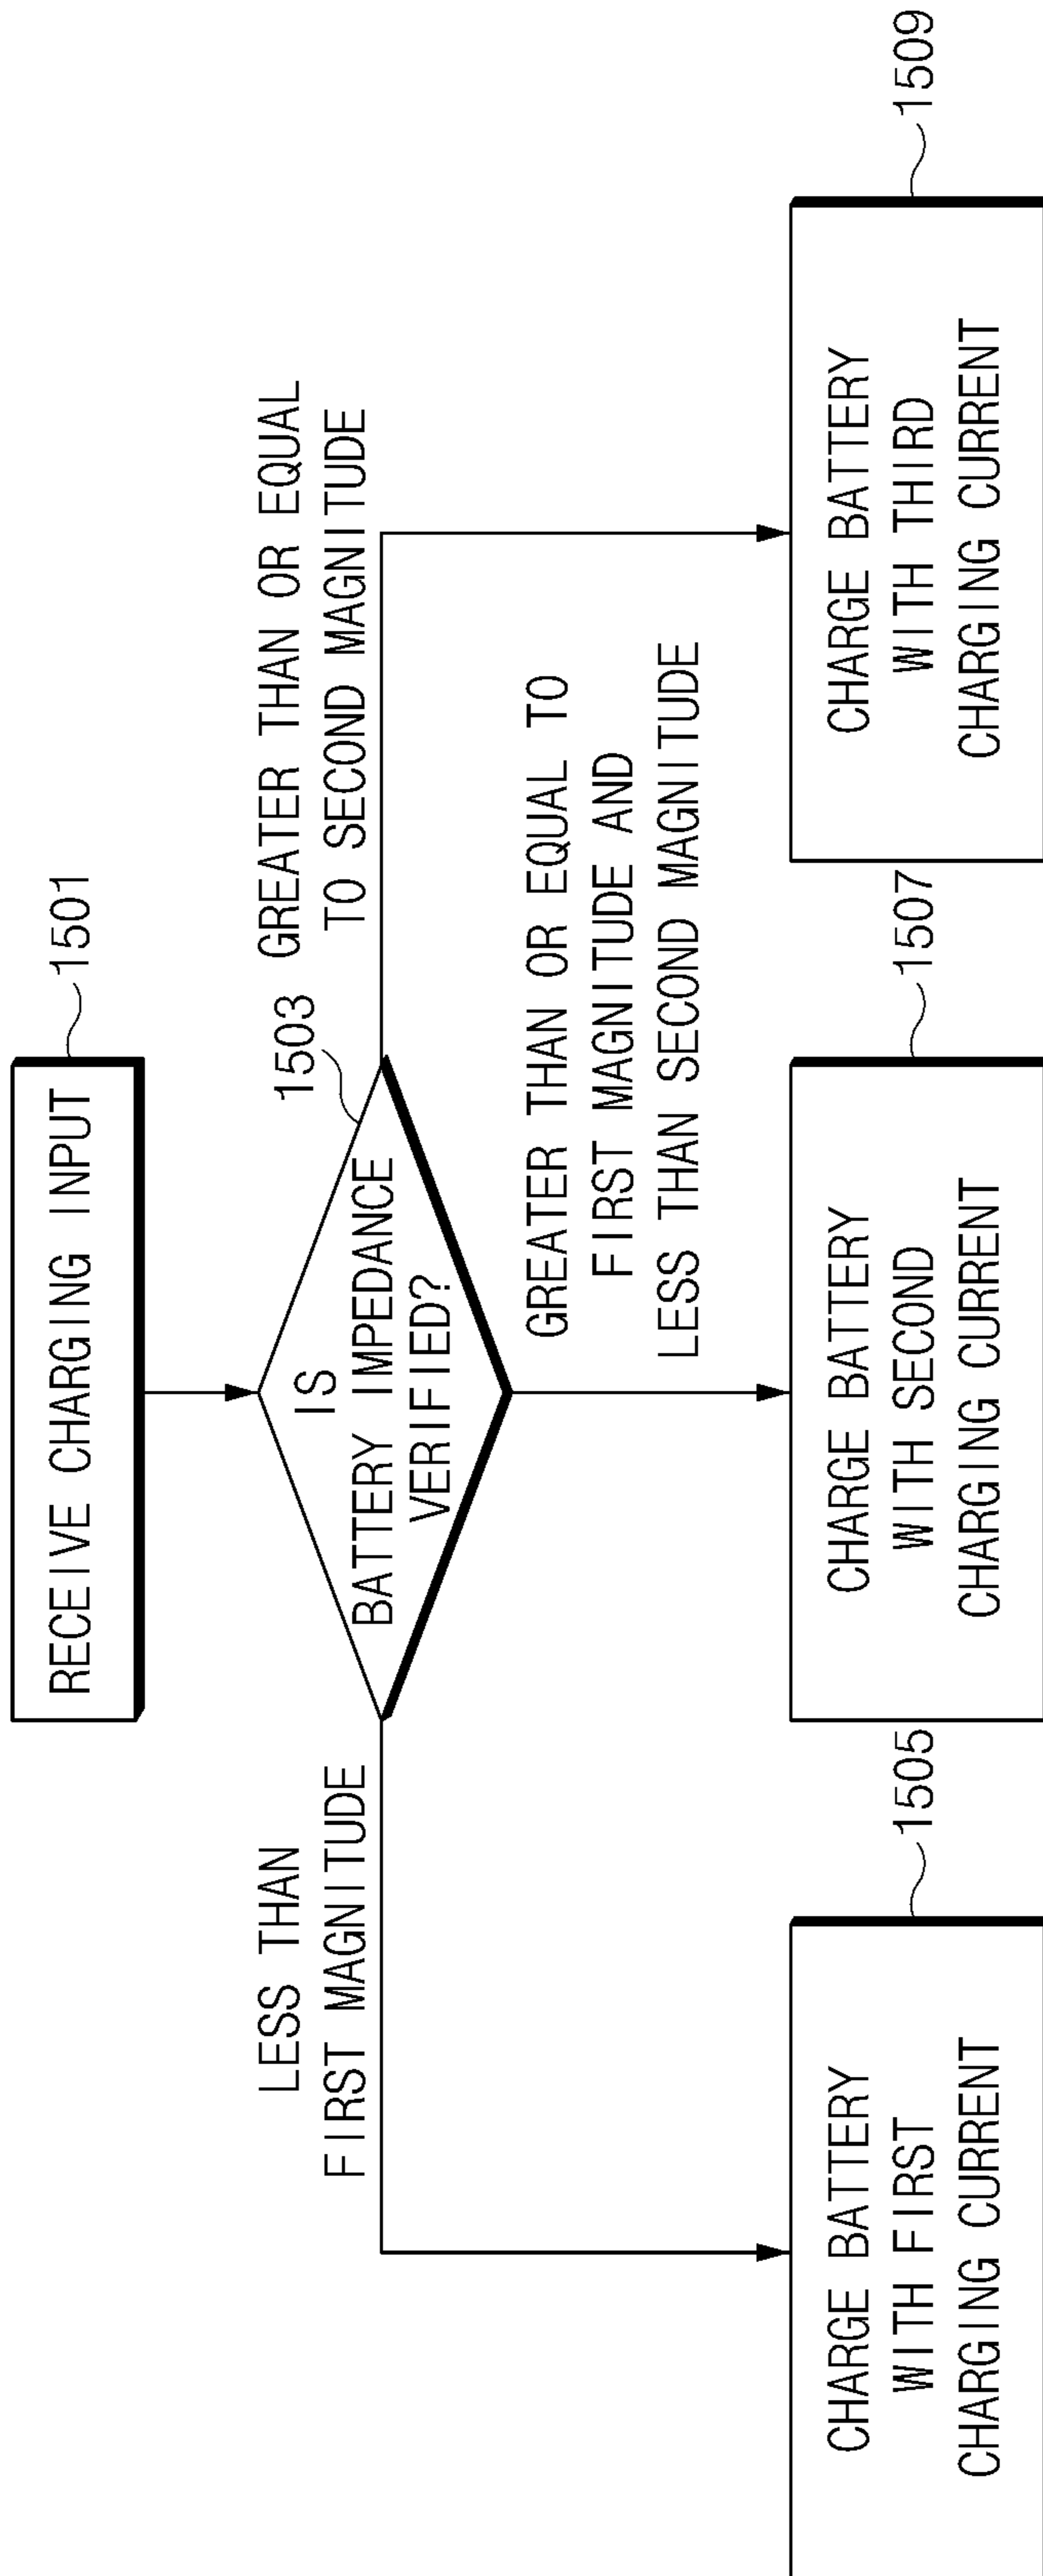 RECEIVE CHARGING INPUT
1501
IS
BATTERY IMPEDANCE
VERIFIED?
1503
LESS THAN
FIRST MAGNITUDE
GREATER THAN OR EQUAL
TO SECOND MAGNITUDE
GREATER THAN OR EQUAL TO
FIRST MAGNITUDE AND
LESS THAN SECOND MAGNITUDE
CHARGE BATTERY
WITH FIRST
CHARGING CURRENT
1505
CHARGE BATTERY
WITH SECOND
CHARGING CURRENT
1507
CHARGE BATTERY
WITH THIRD
CHARGING CURRENT
1509